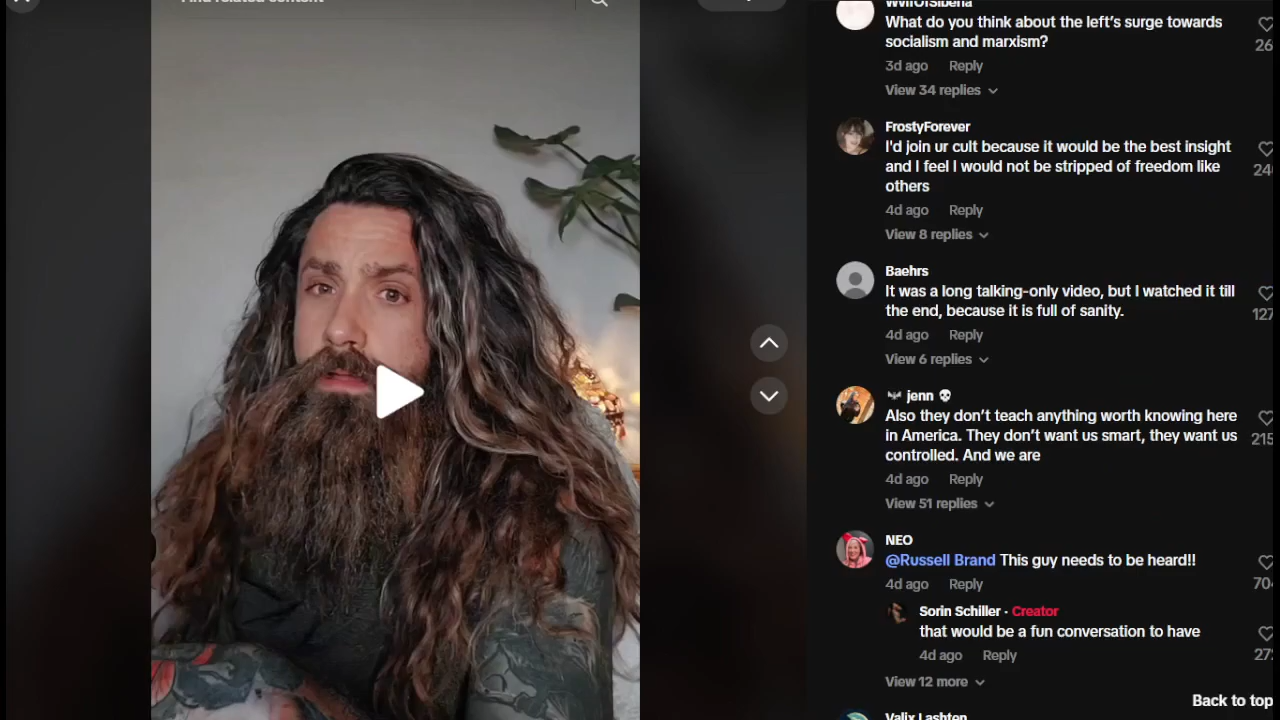 Find related content
WvlfOfSiberia
What do you think about the left's surge towards
socialism and marxism?
26
3d ago Reply
View 34 replies
FrostyForever
I'd join ur cult because it would be the best insight
and I feel I would not be stripped of freedom like
others
24
4d ago Reply
View 8 replies
Baehrs
It was a long talking-only video, but I watched it till
the end, because it is full of sanity.
127
4d ago Reply
View 6 replies
jenn 💀
Also they don't teach anything worth knowing here
in America. They don't want us smart, they want us
controlled. And we are
215
4d ago Reply
View 51 replies
NEO
@Russell Brand This guy needs to be heard!!
4d ago Reply
70
Sorin Schiller · Creator
that would be a fun conversation to have
4d ago Reply
27
View 12 more
Back to top
Valix Lashten